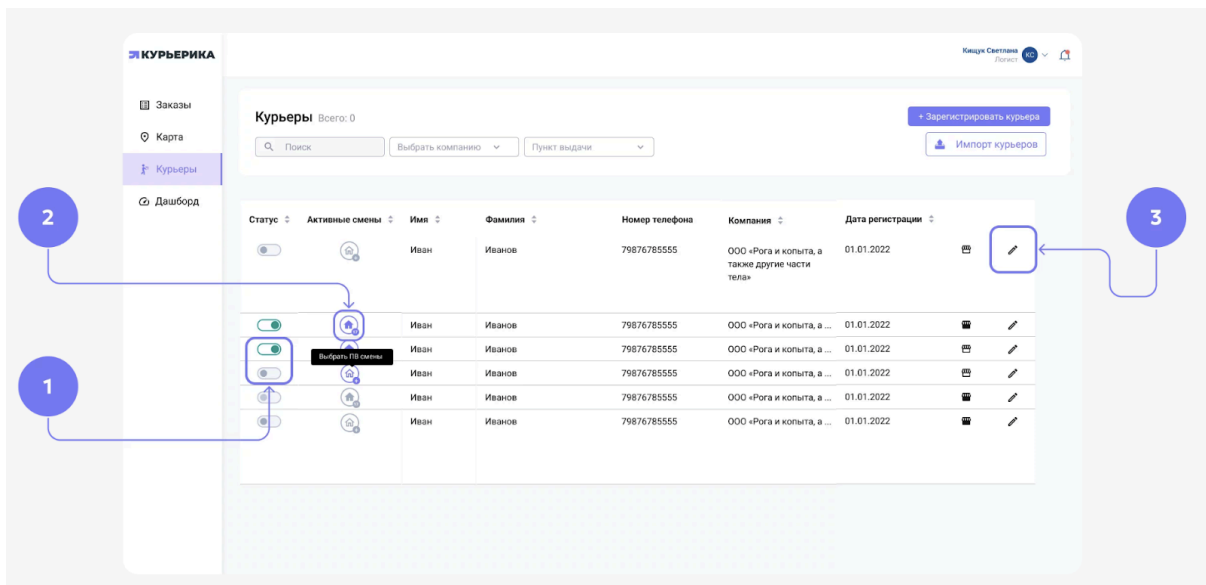 КУРЬЕРИКА
Кищук Светлана
Логист
КС
Заказы
Карта
Курьеры
Дашборд
Курьеры Всего: 0
+ Зарегистрировать курьера
Поиск
Выбрать компанию
Пункт выдачи
Импорт курьеров
2
3
1
Статус Активные смены Имя Фамилия Номер телефона Компания Дата регистрации
Иван Иванов 79876785555 ООО «Рога и копыта, а 01.01.2022
также другие части
тела»
Иван Иванов 79876785555 ООО «Рога и копыта, а ... 01.01.2022
Иван Иванов 79876785555 ООО «Рога и копыта, а ... 01.01.2022
Выбрать ПВ смены
Иван Иванов 79876785555 ООО «Рога и копыта, а ... 01.01.2022
Иван Иванов 79876785555 ООО «Рога и копыта, а ... 01.01.2022
Иван Иванов 79876785555 ООО «Рога и копыта, а ... 01.01.2022